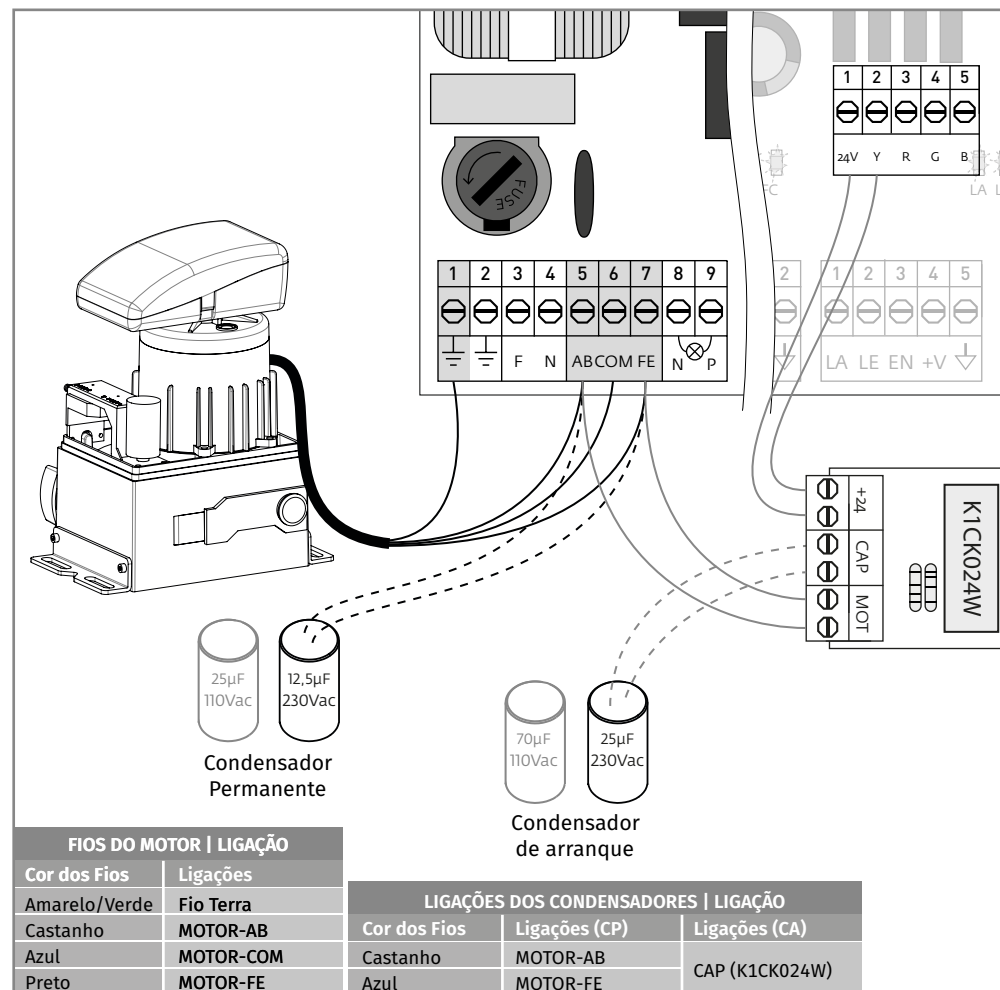 1 2 3 4 5
24V Y R G B
FC
LA L
FUSE
1 2 3 4 5 6 7 8 9
F N AB COM FE N P
2
1 2 3 4 5
LA LE EN +V
+24
CAP
MOT
K1CK024W
25µF
110Vac
12,5µF
230Vac
Condensador
Permanente
70µF
110Vac
25µF
230Vac
Condensador
de arranque
FIOS DO MOTOR | LIGAÇÃO
Cor dos Fios Ligações
Amarelo/Verde Fio Terra
Castanho MOTOR-AB
Azul MOTOR-COM
Preto MOTOR-FE
LIGAÇÕES DOS CONDENSADORES | LIGAÇÃO
Cor dos Fios Ligações (CP) Ligações (CA)
Castanho MOTOR-AB CAP (K1CK024W)
Azul MOTOR-FE